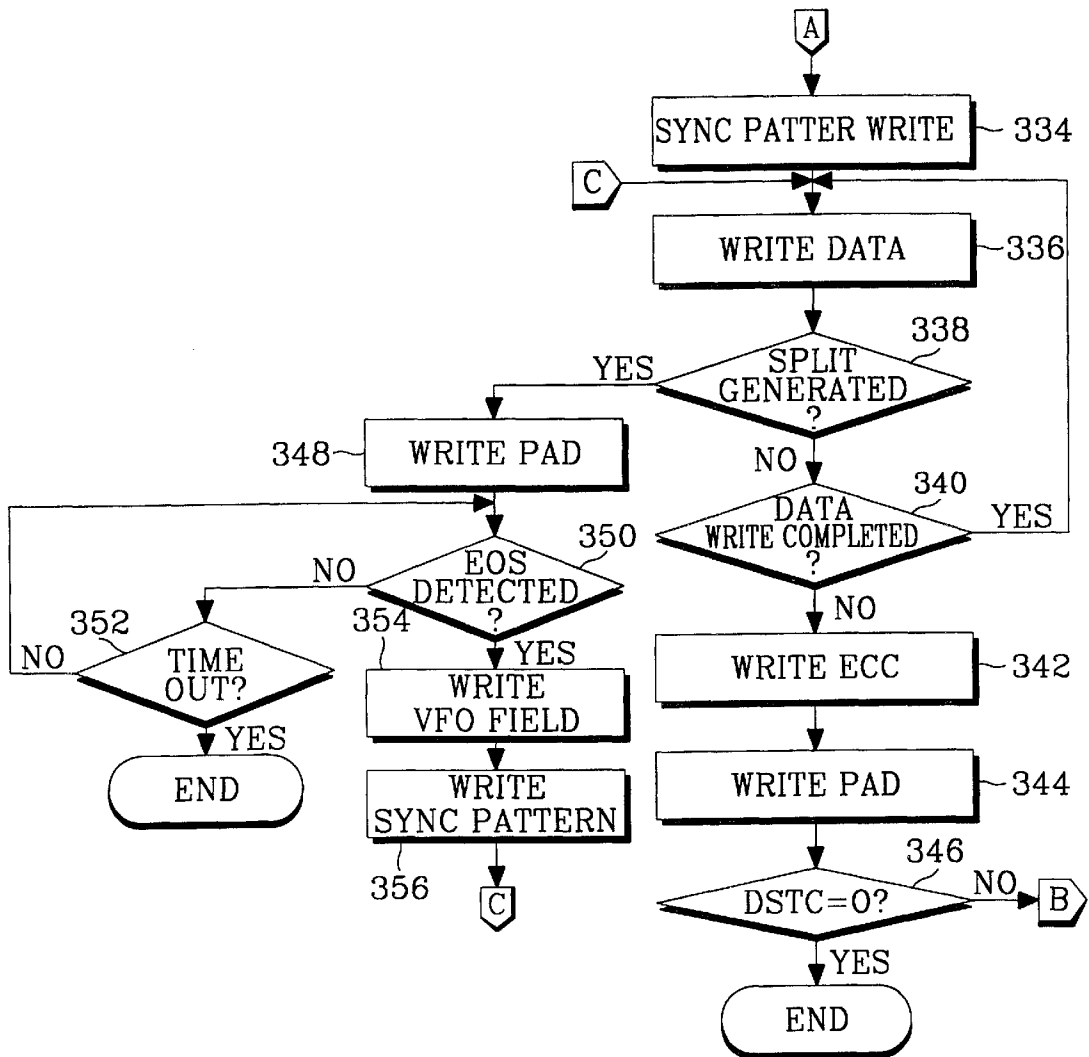 A
SYNC PATTER WRITE
334
C
WRITE DATA
336
338
SPLIT
GENERATED
?
YES
NO
348
WRITE PAD
340
DATA
WRITE COMPLETED
?
YES
NO
350
EOS
DETECTED
?
NO
YES
352
TIME
OUT?
NO
YES
END
354
WRITE
VFO FIELD
WRITE
SYNC PATTERN
356
C
WRITE ECC
342
WRITE PAD
344
346
DSTC=0?
NO
B
YES
END